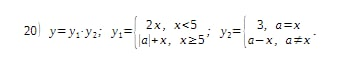 20) y=y₁·y₂; y₁={2x, x<5; |a|+x, x≥5; y₂={3, a=x; a−x, a≠x.